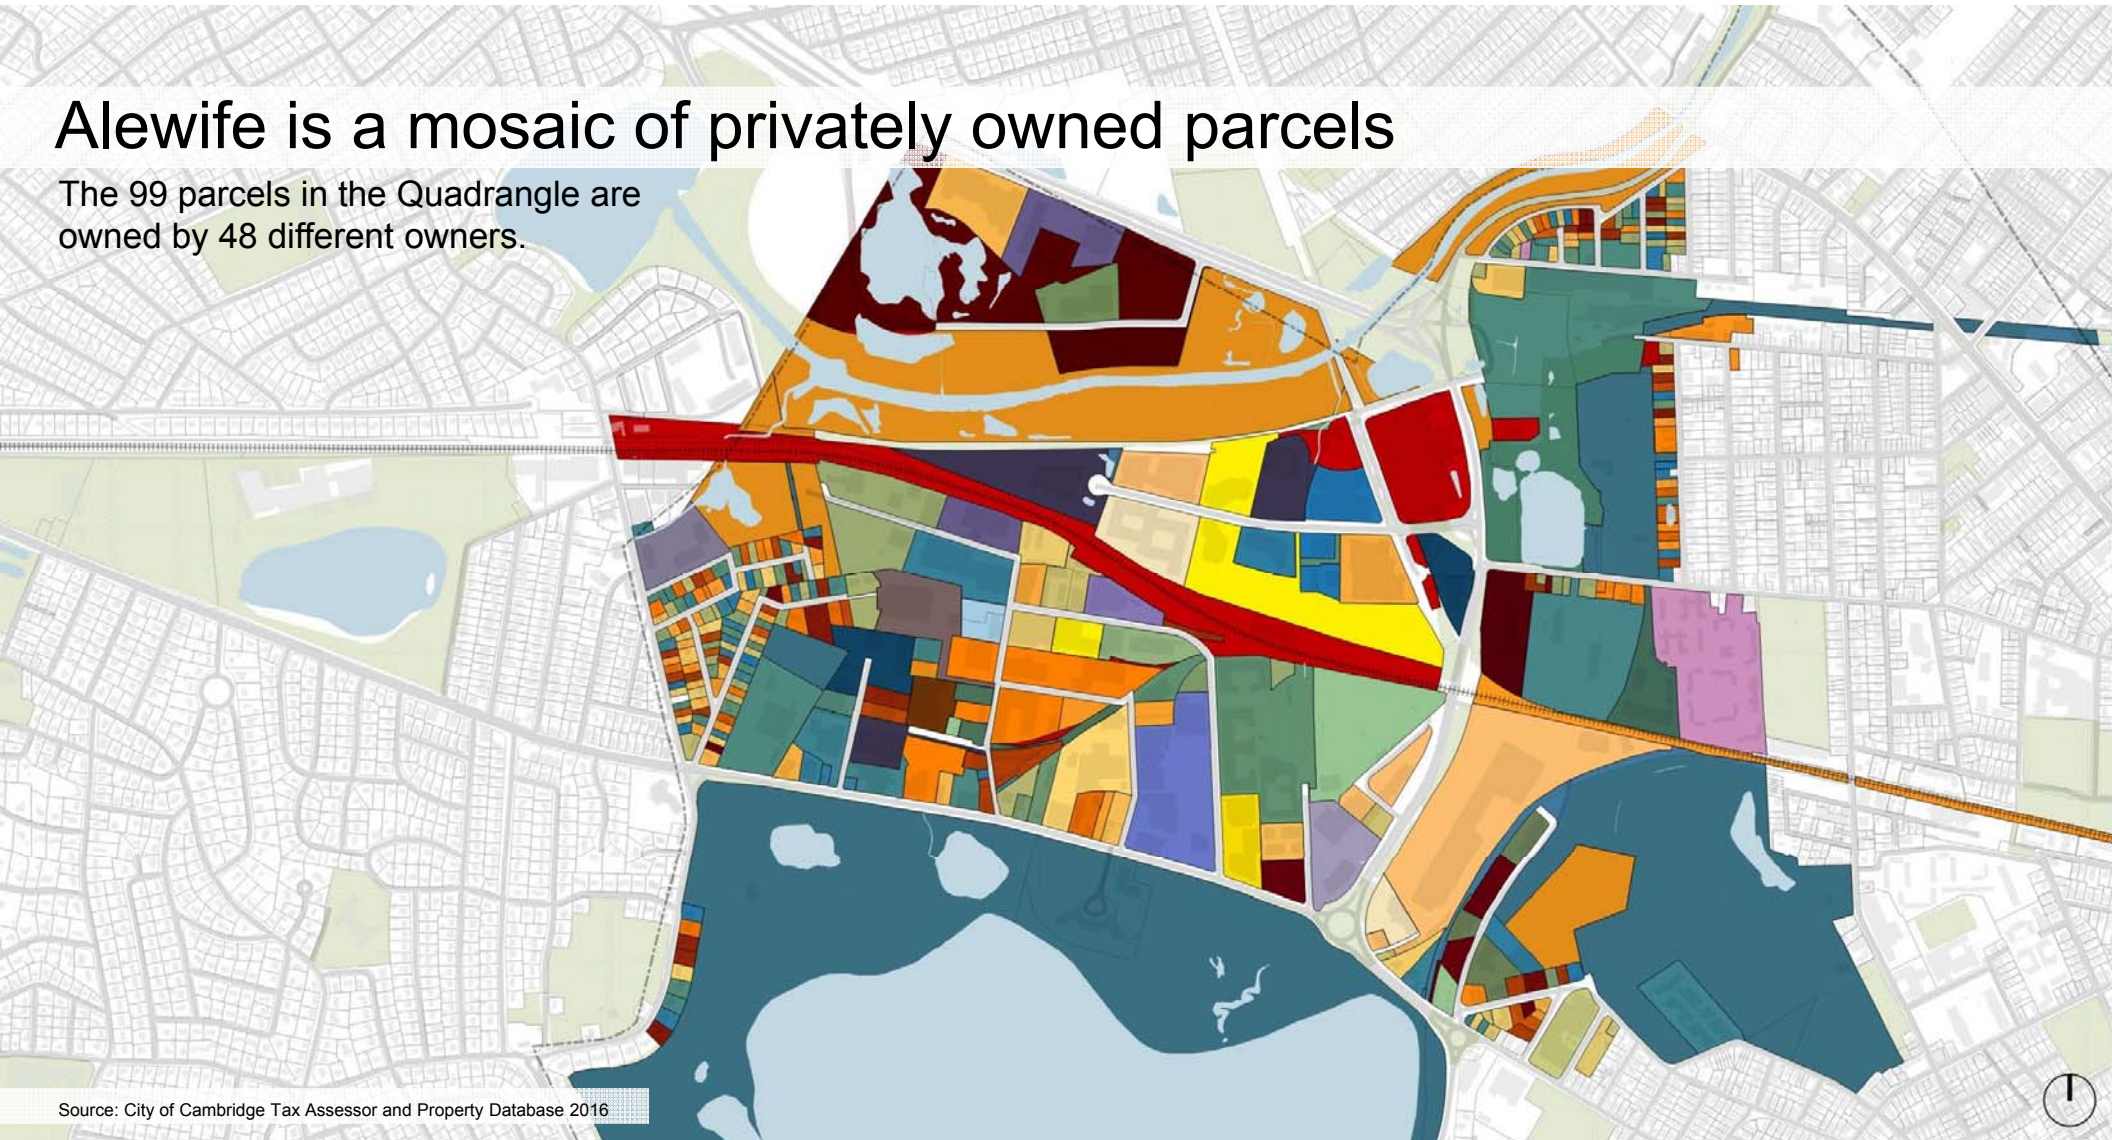 Alewife is a mosaic of privately owned parcels
The 99 parcels in the Quadrangle are
owned by 48 different owners.
Source: City of Cambridge Tax Assessor and Property Database 2016